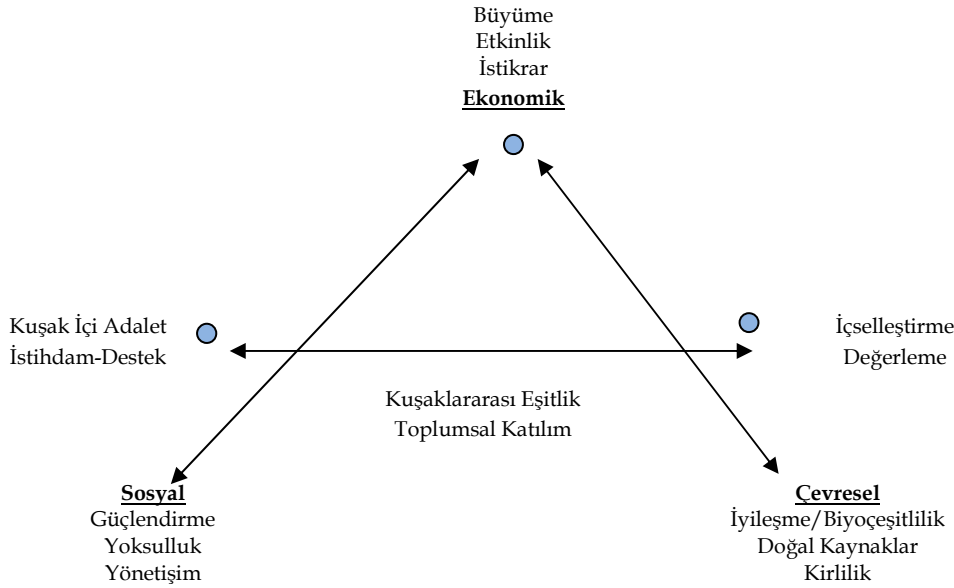 Büyüme
Etkinlik
İstikrar
Ekonomik
Kuşak İçi Adalet
İstihdam-Destek
İçselleştirme
Değerleme
Kuşaklararası Eşitlik
Toplumsal Katılım
Sosyal
Güçlendirme
Yoksulluk
Yönetişim
Çevresel
İyileşme/Biyoçeşitlilik
Doğal Kaynaklar
Kirlilik